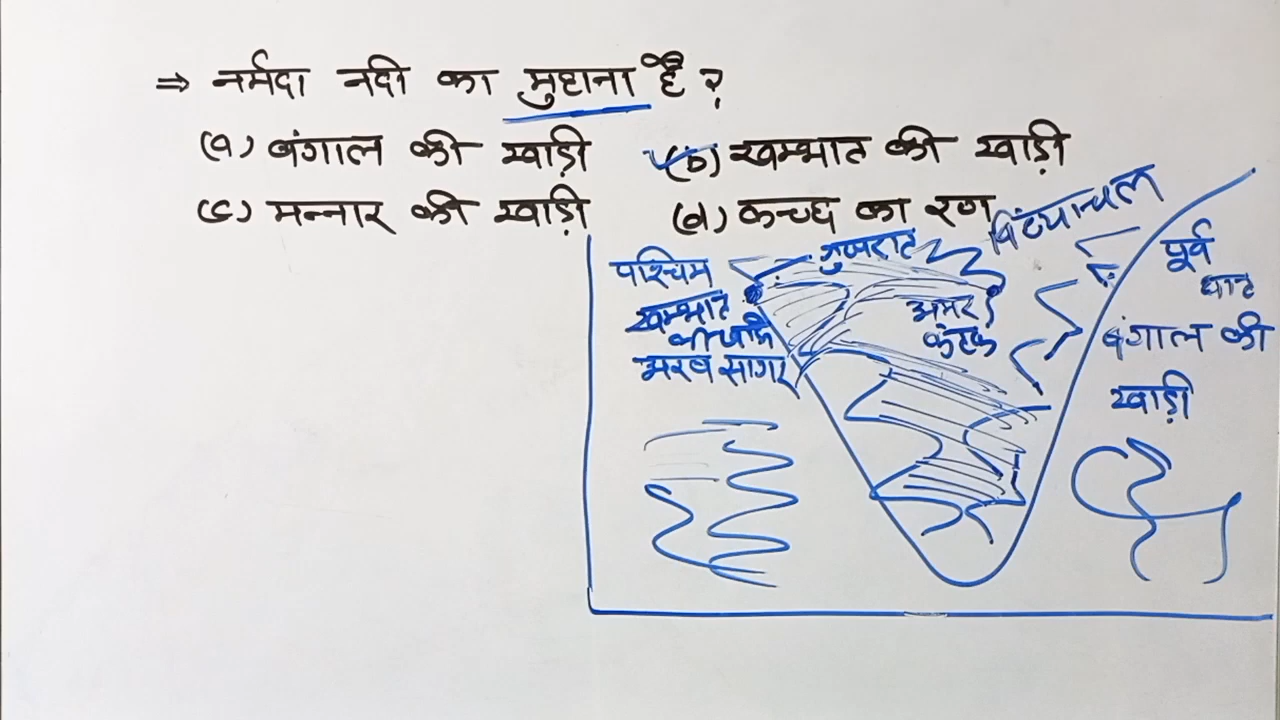 ⇒ नर्मदा नदी का मुहाना है ?
(a) बंगाल की खाड़ी (b) खम्भात की खाड़ी
(c) मन्नार की खाड़ी (d) कच्छ का रण
विंध्याचल
पश्चिम गुजरात पूर्व
घाट
खम्भात अमर
की खाड़ी कंटक बंगाल की
अरब सागर खाड़ी